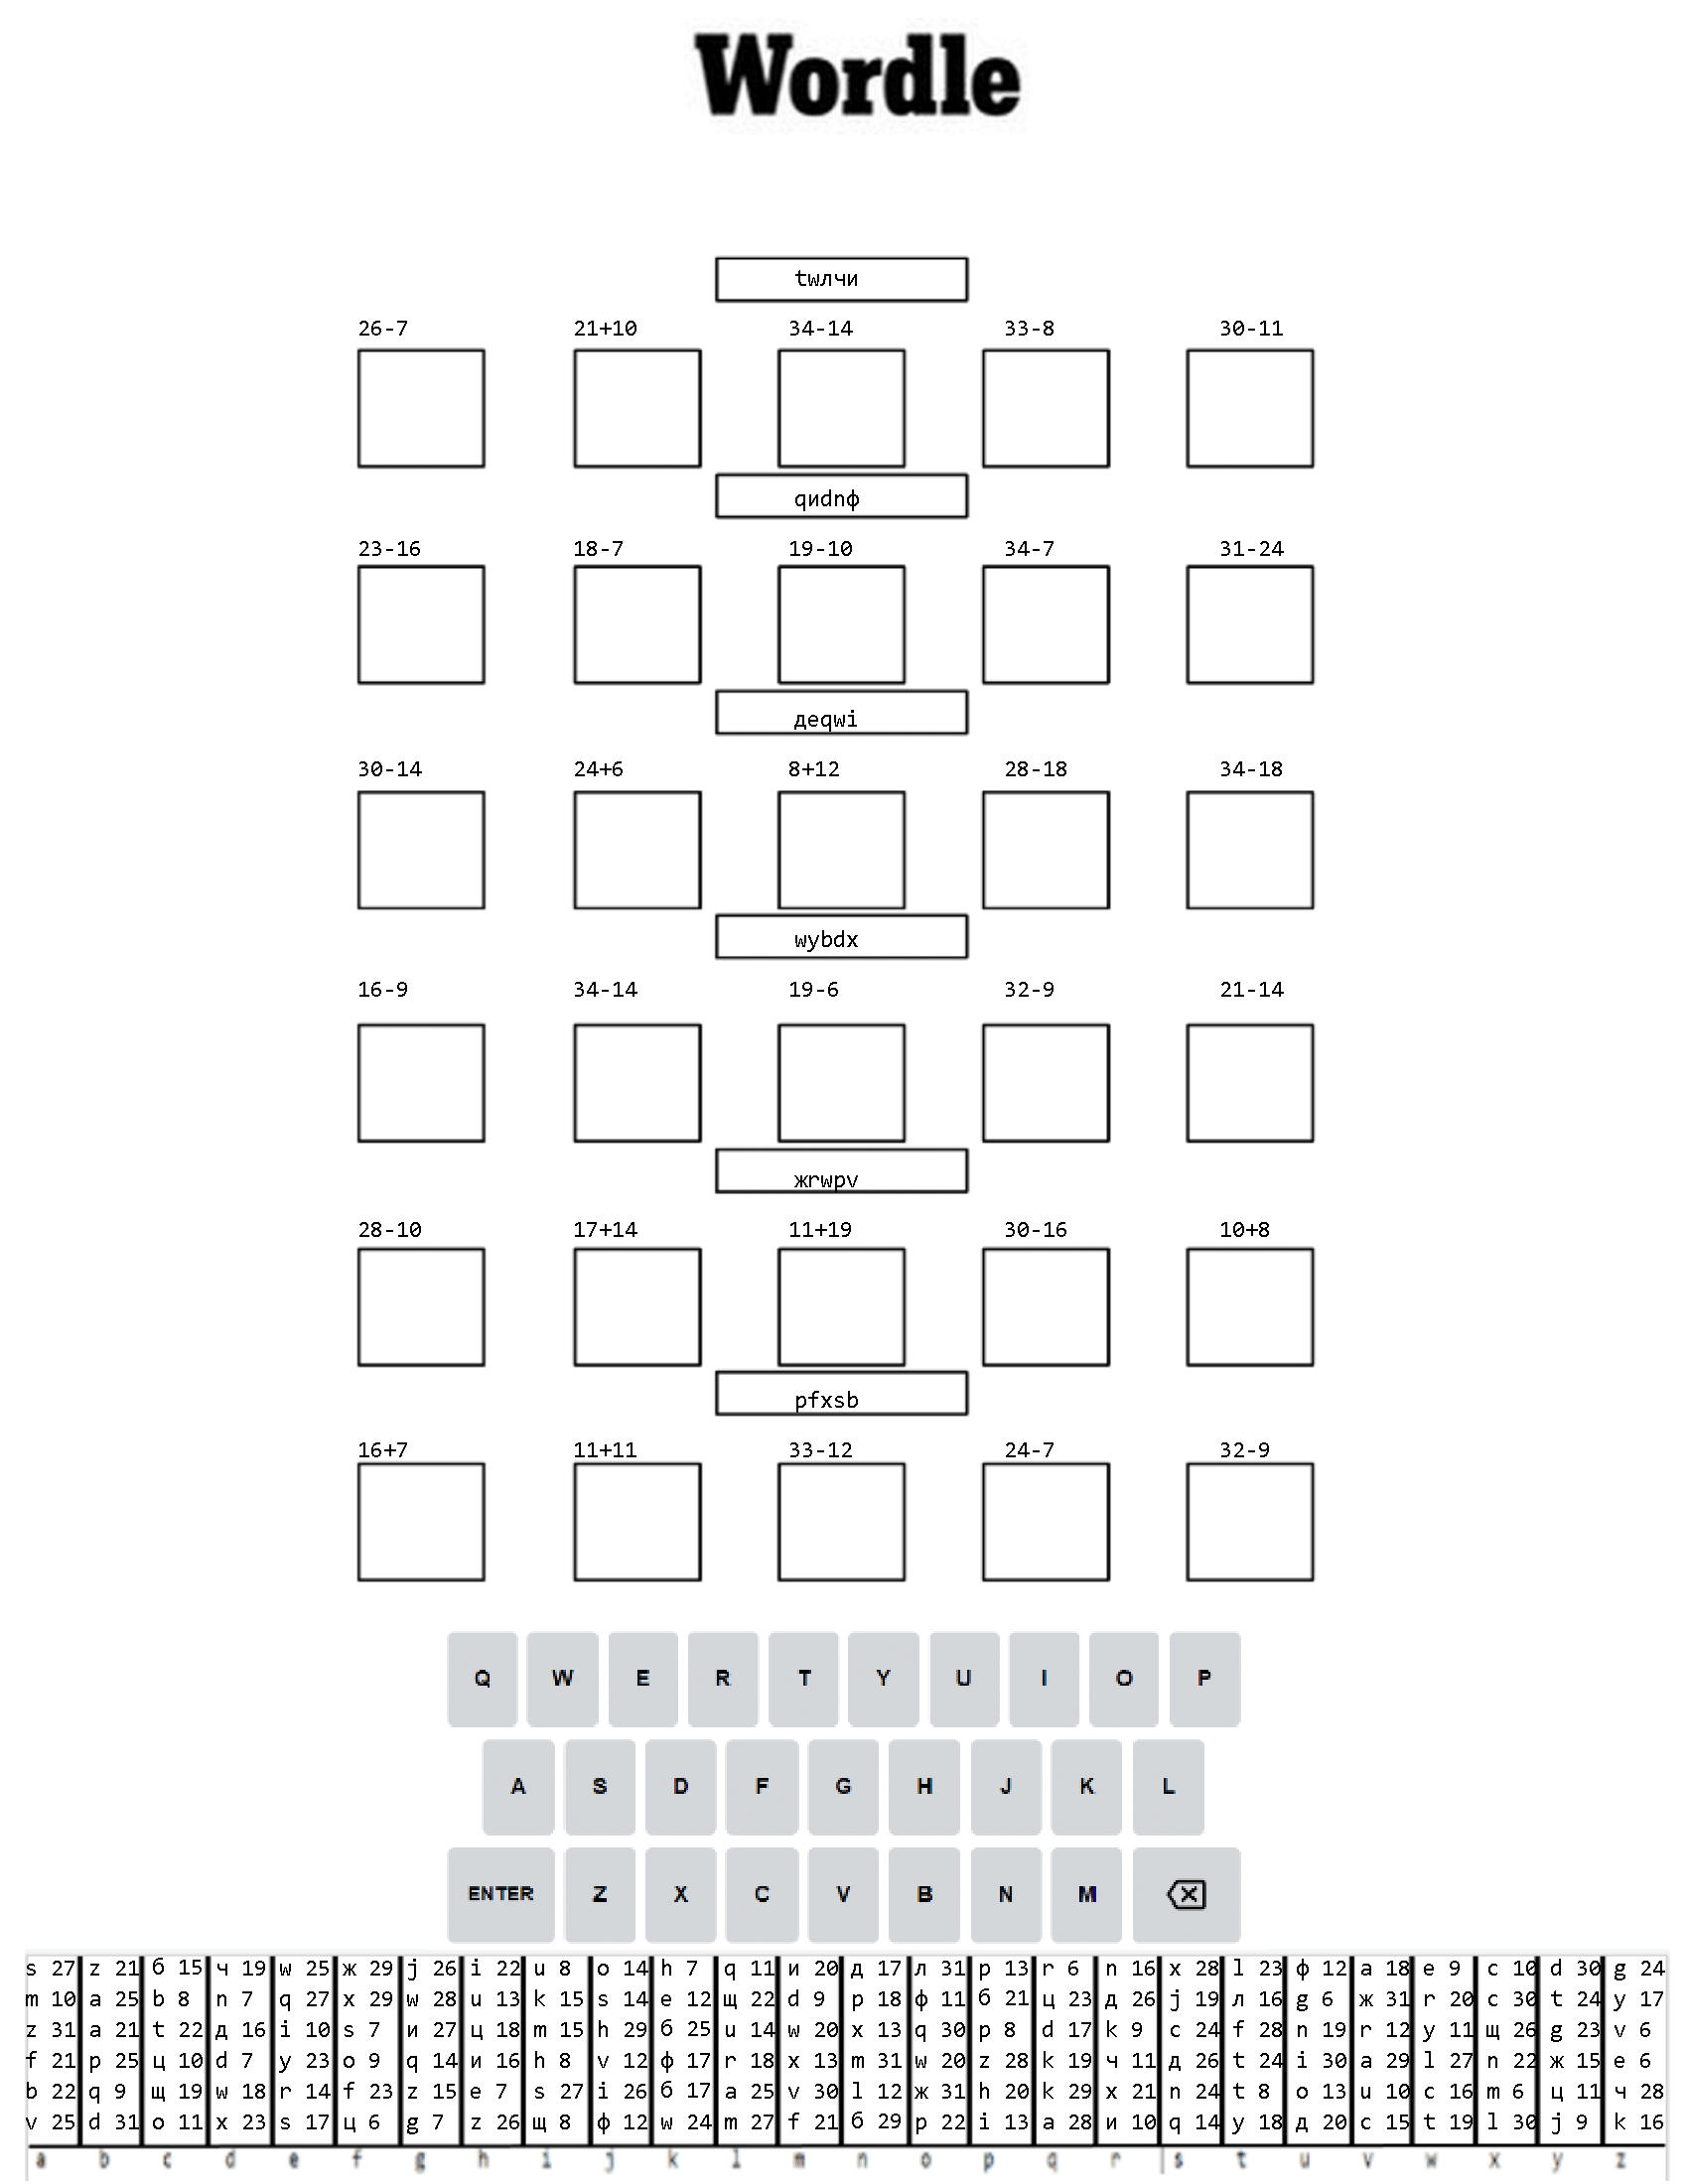 Wordle
twлчи
26-7 21+10 34-14 33-8 30-11
qиdnф
23-16 18-7 19-10 34-7 31-24
дeqwi
30-14 24+6 8+12 28-18 34-18
wybdx
16-9 34-14 19-6 32-9 21-14
жrwpv
28-10 17+14 11+19 30-16 10+8
pfxsb
16+7 11+11 33-12 24-7 32-9
Q W E R T Y U I O P
A S D F G H J K L
ENTER Z X C V B N M
s 27 z 21 б 15 ч 19 w 25 ж 29 j 26 i 22 u 8 o 14 h 7 q 11 и 20 д 17 л 31 p 13 r 6 n 16 x 28 l 23 ф 12 a 18 e 9 c 10 d 30 g 24
m 10 a 25 b 8 n 7 q 27 x 29 w 28 u 13 k 15 s 14 e 12 щ 22 d 9 p 18 ф 11 б 21 ц 23 д 26 j 19 л 16 g 6 ж 31 r 20 c 30 t 24 y 17
z 31 a 21 t 22 д 16 i 10 s 7 и 27 ц 18 m 15 h 29 б 25 u 14 w 20 x 13 q 30 p 8 d 17 k 9 c 24 f 28 n 19 r 12 y 11 щ 26 g 23 v 6
f 21 p 25 ц 10 d 7 y 23 o 9 q 14 и 16 h 8 v 12 ф 17 r 18 x 13 m 31 w 20 z 28 k 19 ч 11 д 26 t 24 i 30 a 29 l 27 n 22 ж 15 e 6
b 22 q 9 щ 19 w 18 r 14 f 23 z 15 e 7 s 27 i 26 б 17 a 25 v 30 l 12 ж 31 h 20 k 29 x 21 n 24 t 8 o 13 u 10 c 16 m 6 ц 11 ч 28
v 25 d 31 o 11 x 23 s 17 ц 6 g 7 z 26 щ 8 ф 12 w 24 m 27 f 21 б 29 p 22 i 13 a 28 и 10 q 14 y 18 д 20 c 15 t 19 l 30 j 9 k 16
a b c d e f g h i j k l m n o p q r s t u v w x y z